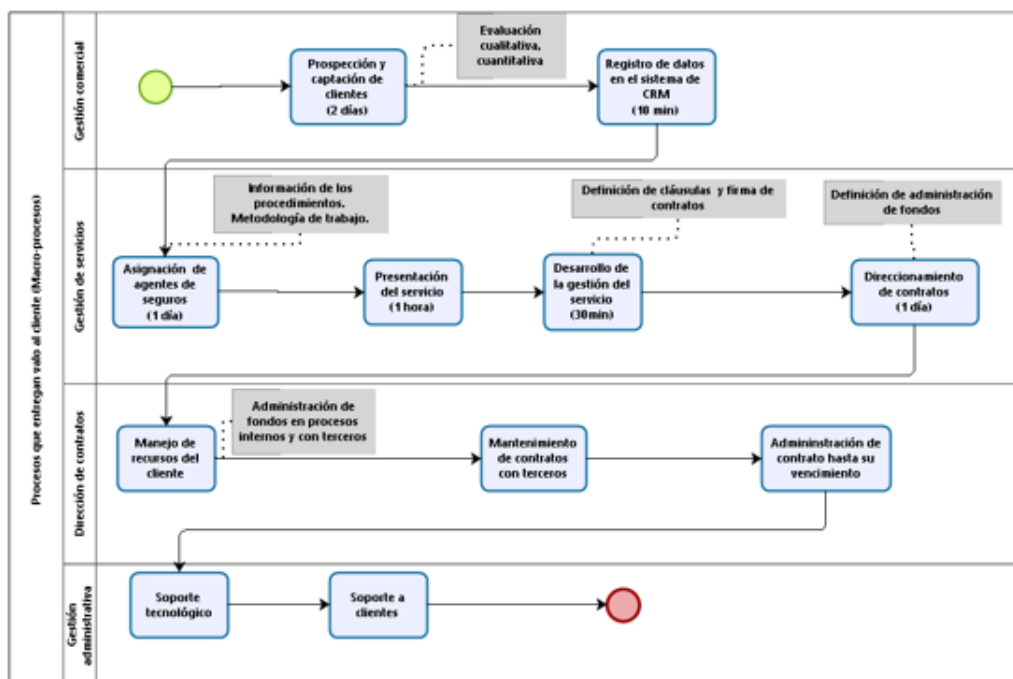 Procesos que entregan valo al cliente (Macro-procesos)
Gestión comercial
Prospección y
captación de
clientes
(2 días)
Evaluación
cualitativa,
cuantitativa
Registro de datos
en el sistema de
CRM
(10 min)
Gestión de servicios
Información de los
procedimientos.
Metodología de trabajo.
Definición de cláusulas y firma de
contratos
Definición de administración
de fondos
Asignación de
agentes de
seguros
(1 día)
Presentación
del servicio
(1 hora)
Desarrollo de
la gestión del
servicio
(30min)
Direccionamiento
de contratos
(1 día)
Dirección de contratos
Administración de
fondos en procesos
internos y con terceros
Manejo de
recursos del
cliente
Mantenimiento
de contratos
con terceros
Admininstración de
contrato hasta su
vencimiento
Gestión
administrativa
Soporte
tecnológico
Soporte a
clientes